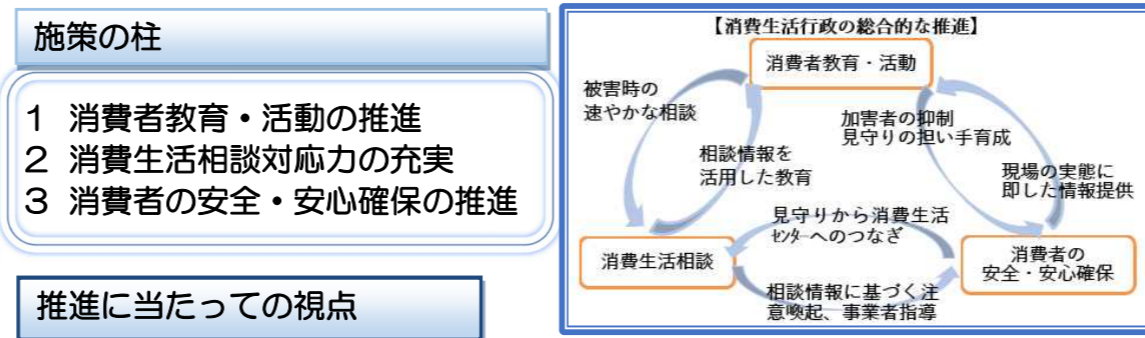 施策の柱
1 消費者教育・活動の推進
2 消費生活相談対応力の充実
3 消費者の安全・安心確保の推進
推進に当たっての視点
【消費生活行政の総合的な推進】
消費者教育・活動
被害時の
速やかな相談
相談情報を
活用した教育
加害者の抑制
見守りの担い手育成
現場の実態に
即した情報提供
見守りから消費生活
ｾﾝﾀｰへのつなぎ
消費生活相談
消費者の
安全・安心確保
相談情報に基づく注
意喚起、事業者指導